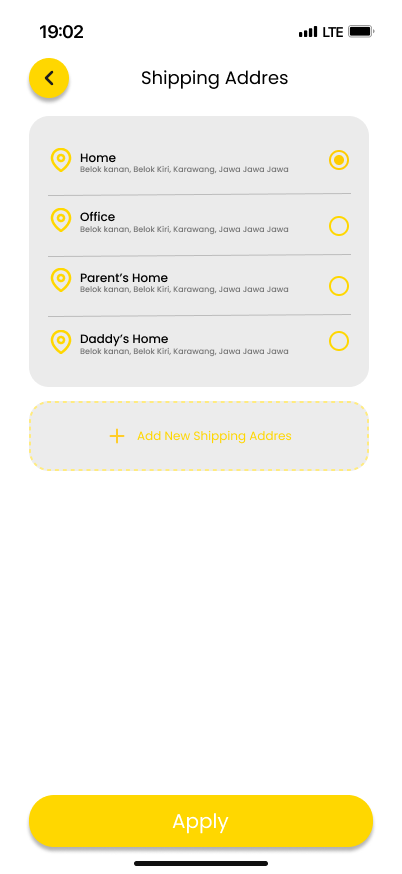 19:02
LTE
Shipping Addres
Home
Belok kanan, Belok Kiri, Karawang, Jawa Jawa Jawa
Office
Belok kanan, Belok Kiri, Karawang, Jawa Jawa Jawa
Parent’s Home
Belok kanan, Belok Kiri, Karawang, Jawa Jawa Jawa
Daddy’s Home
Belok kanan, Belok Kiri, Karawang, Jawa Jawa Jawa
Add New Shipping Addres
Apply